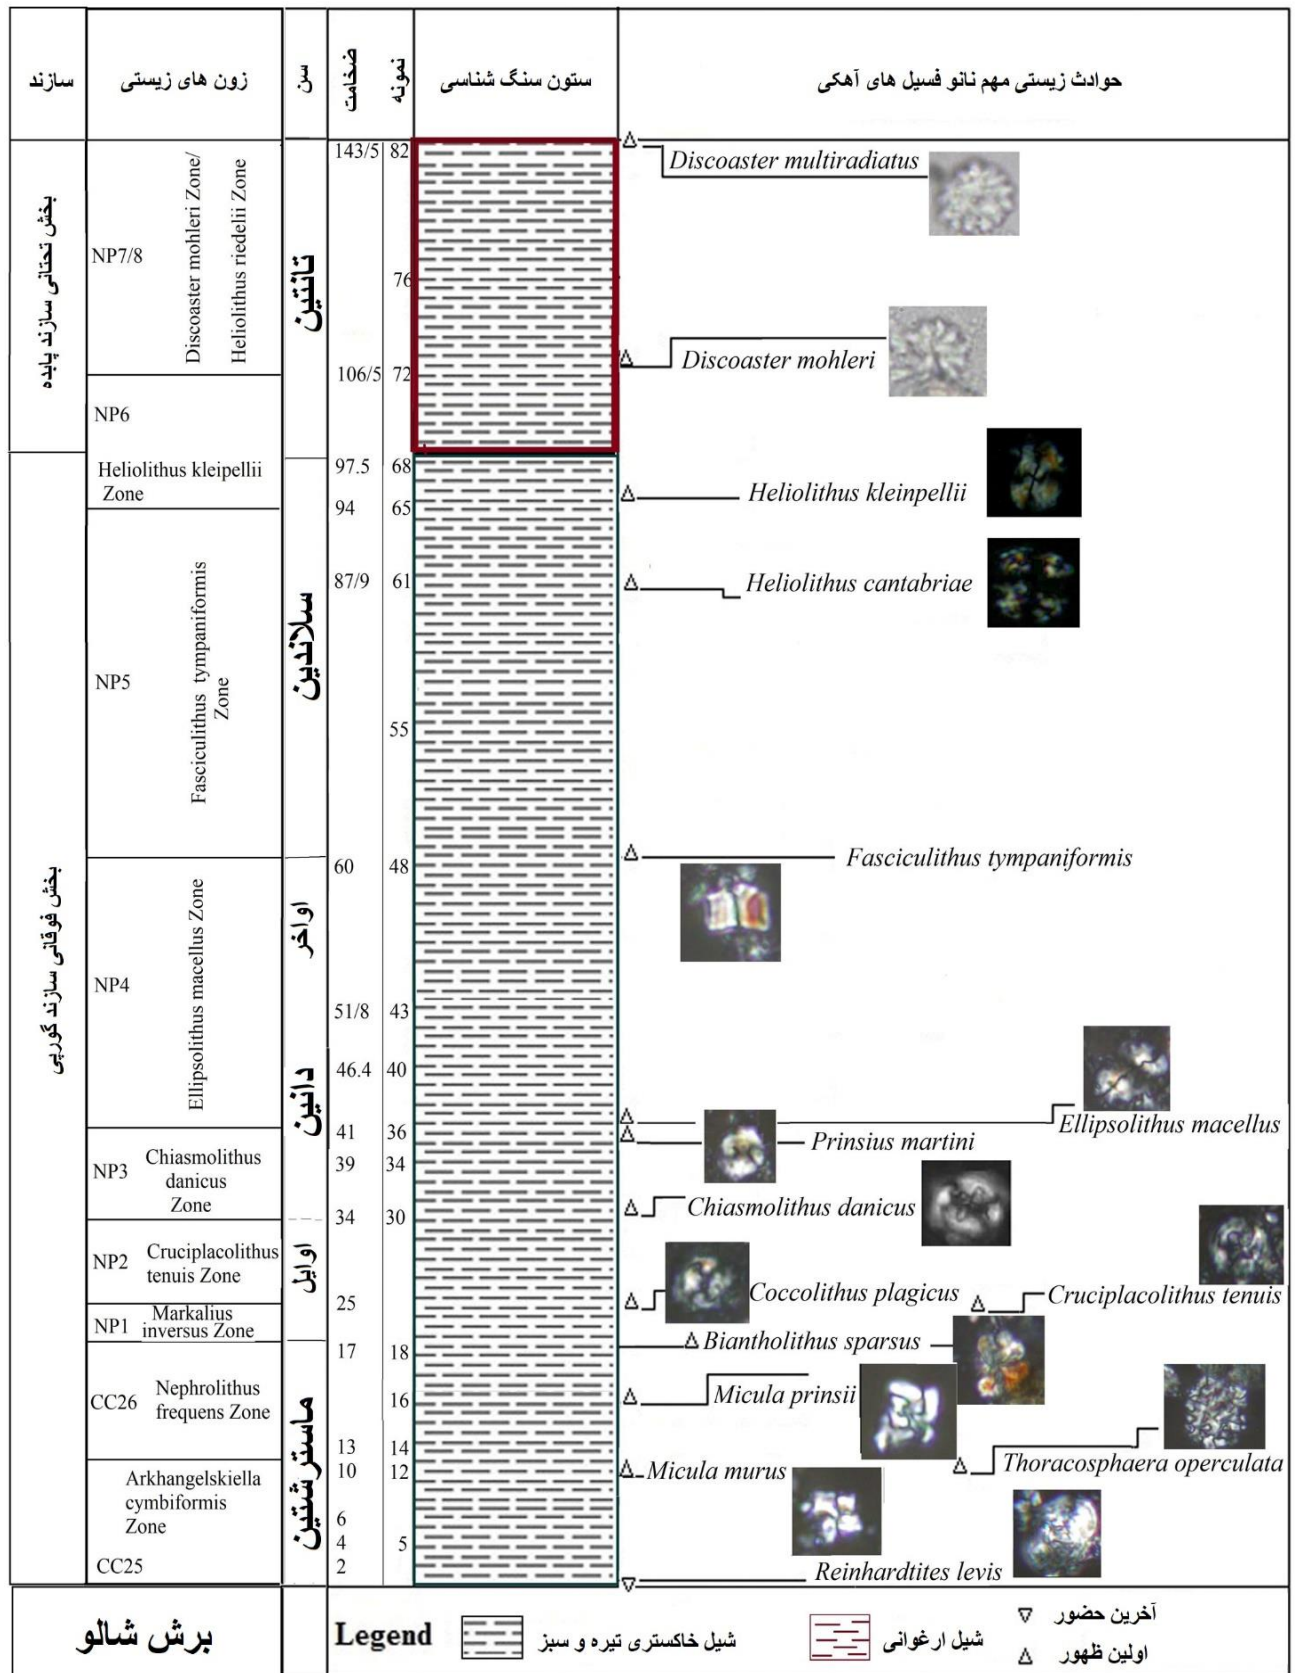 سازند
زون های زیستی
سن
ضخامت
نمونه
ستون سنگ شناسی
حوادث زیستی مهم نانو فسیل های آهکی
بخش تحتانی سازند پابده
بخش فوقانی سازند گورپی
NP7/8
Discoaster mohleri Zone/
Heliolithus riedelii Zone
NP6
Heliolithus kleipellii
Zone
NP5
Fasciculithus tympaniformis
Zone
NP4
Ellipsolithus macellus Zone
NP3
Chiasmolithus
danicus
Zone
NP2
Cruciplacolithus
tenuis Zone
NP1
Markalius
inversus Zone
CC26
Nephrolithus
frequens Zone
Arkhangelskiella
cymbiformis
Zone
CC25
تانتین
سلاندین
اواخر
دانین
اوایل
ماسترشتین
143/5 82
76
106/5 72
97.5 68
94 65
87/9 61
55
60 48
51/8 43
46.4 40
41 36
39 34
34 30
25
17 18
16
13 14
10 12
6
4 5
2
Discoaster multiradiatus
Discoaster mohleri
Heliolithus kleinpellii
Heliolithus cantabriae
Fasciculithus tympaniformis
Ellipsolithus macellus
Prinsius martini
Chiasmolithus danicus
Coccolithus plagicus
Cruciplacolithus tenuis
Biantholithus sparsus
Micula prinsii
Thoracosphaera operculata
Micula murus
Reinhardtites levis
برش شالو
Legend
شیل خاکستری تیره و سبز
شیل ارغوانی
آخرین حضور
اولین ظهور